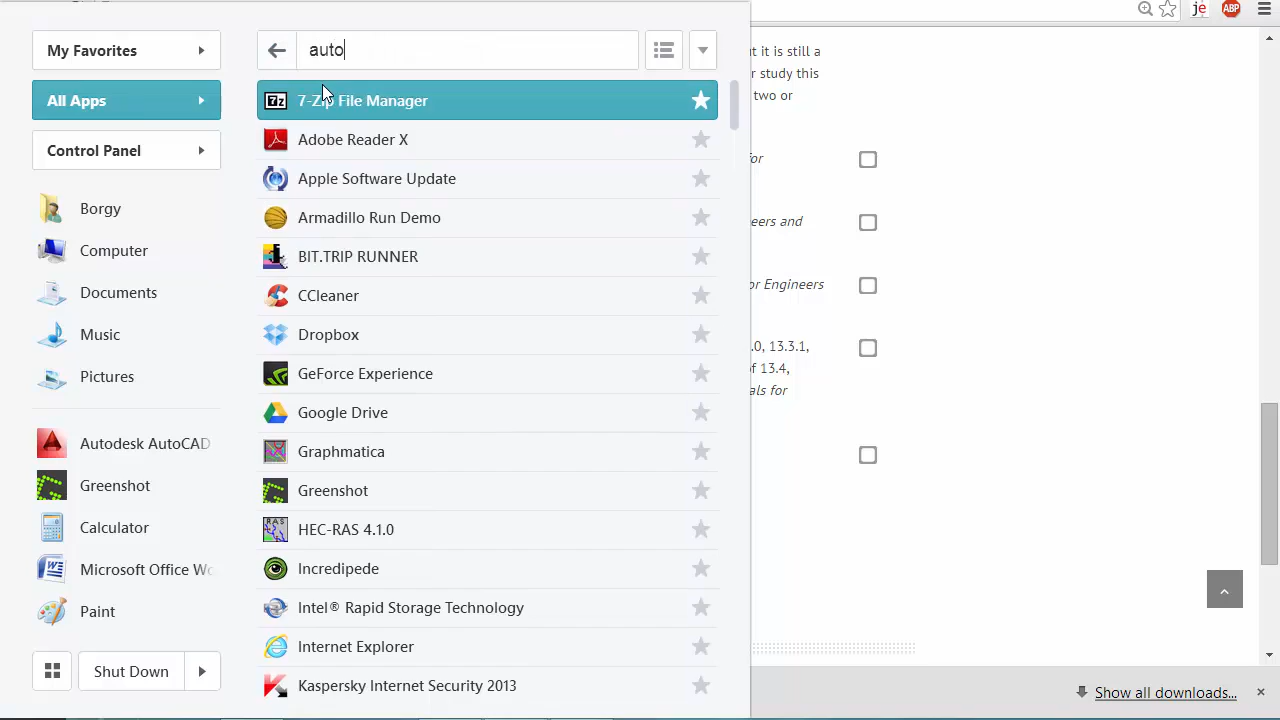 My Favorites
All Apps
Control Panel
Borgy
Computer
Documents
Music
Pictures
Autodesk AutoCAD
Greenshot
Calculator
Microsoft Office Wo
Paint
Shut Down
auto
7-Zip File Manager
Adobe Reader X
Apple Software Update
Armadillo Run Demo
BIT.TRIP RUNNER
CCleaner
Dropbox
GeForce Experience
Google Drive
Graphmatica
Greenshot
HEC-RAS 4.1.0
Incredipede
Intel® Rapid Storage Technology
Internet Explorer
Kaspersky Internet Security 2013
je
ABP
it is still a
study this
two or
for
eers and
or Engineers
.0, 13.3.1,
of 13.4,
als for
Show all downloads...